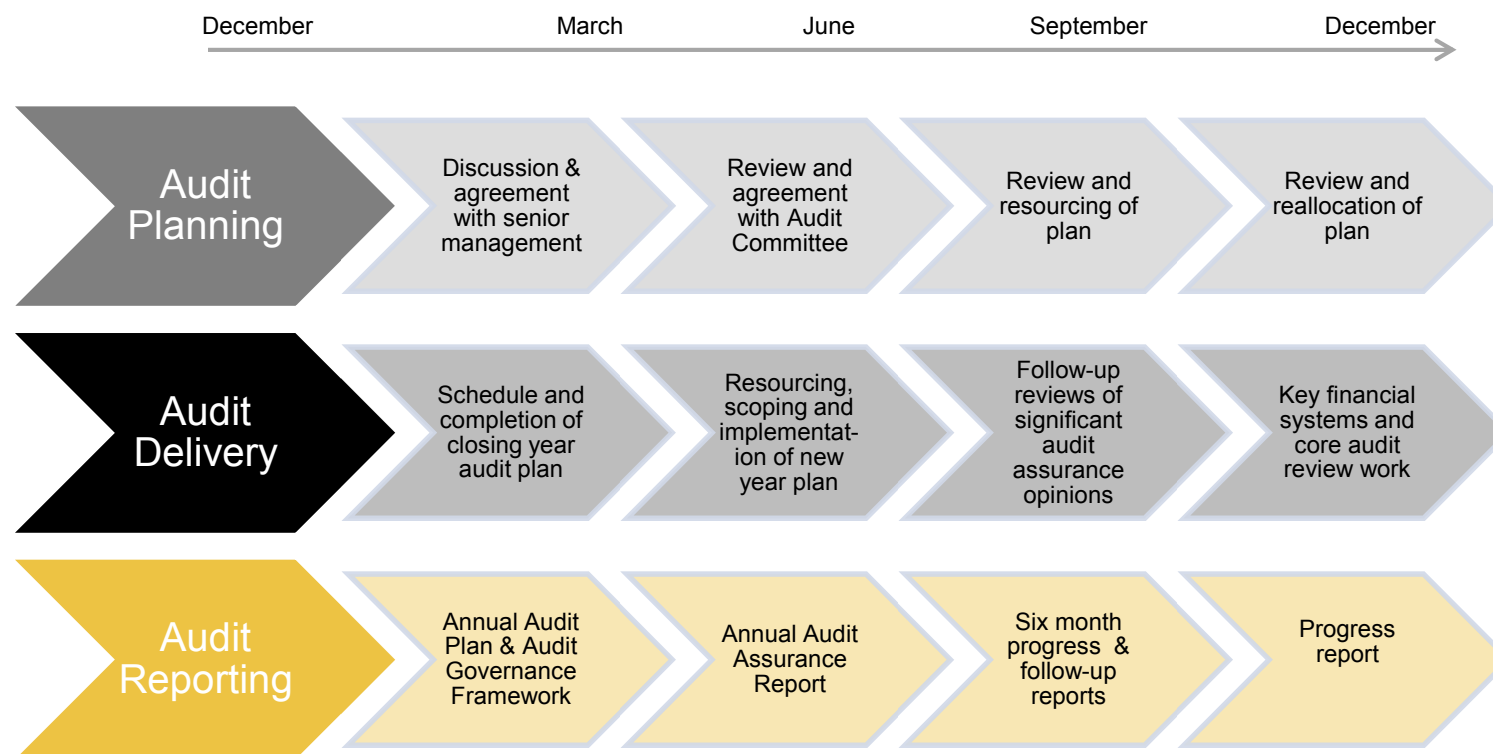 December March June September December
Audit
Planning
Discussion &
agreement
with senior
management
Review and
agreement
with Audit
Committee
Review and
resourcing of
plan
Review and
reallocation of
plan
Audit
Delivery
Schedule and
completion of
closing year
audit plan
Resourcing,
scoping and
implementat-
ion of new
year plan
Follow-up
reviews of
significant
audit
assurance
opinions
Key financial
systems and
core audit
review work
Audit
Reporting
Annual Audit
Plan & Audit
Governance
Framework
Annual Audit
Assurance
Report
Six month
progress &
follow-up
reports
Progress
report